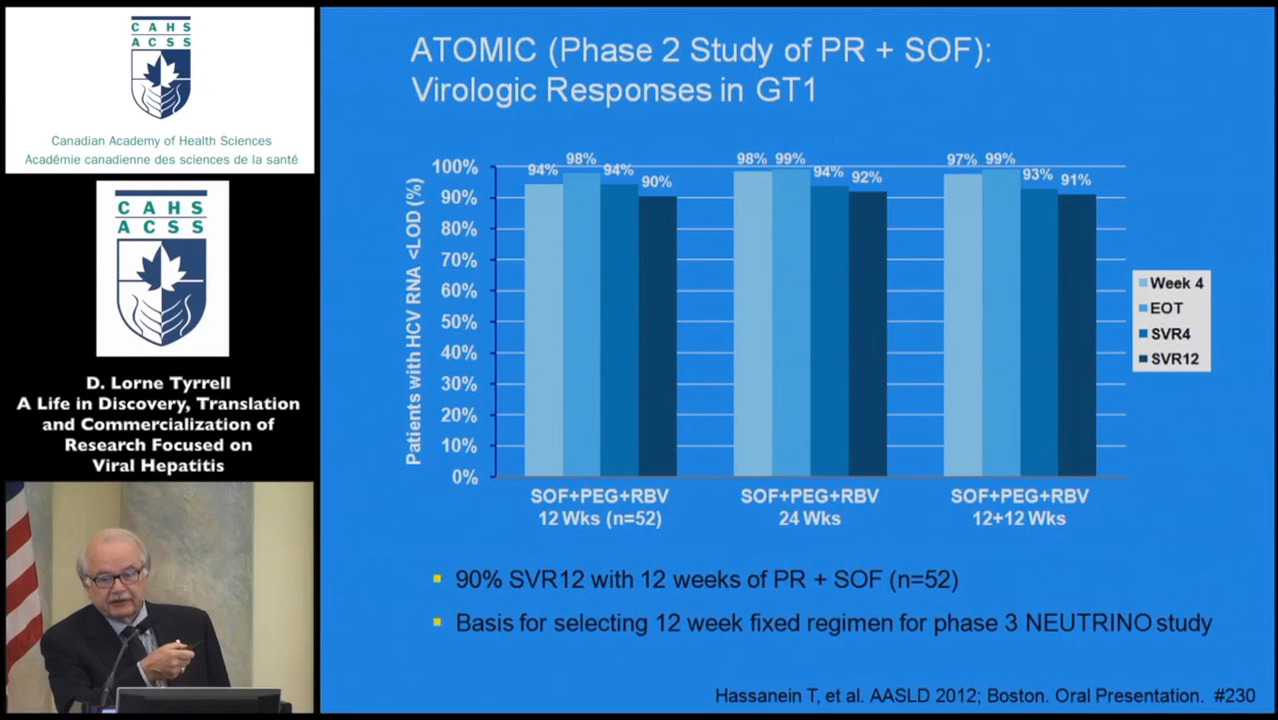 CAHS
ACSS
Canadian Academy of Health Sciences
Académie canadienne des sciences de la santé
CAHS
ACSS
D. Lorne Tyrrell
A Life in Discovery, Translation
and Commercialization of
Research Focused on
Viral Hepatitis
ATOMIC (Phase 2 Study of PR + SOF):
Virologic Responses in GT1
Patients with HCV RNA <LOD (%)
100%
90%
80%
70%
60%
50%
40%
30%
20%
10%
0%
94% 98% 94% 90%
98% 99% 94% 92%
97% 99% 93% 91%
Week 4
EOT
SVR4
SVR12
SOF+PEG+RBV
12 Wks (n=52)
SOF+PEG+RBV
24 Wks
SOF+PEG+RBV
12+12 Wks
90% SVR12 with 12 weeks of PR + SOF (n=52)
Basis for selecting 12 week fixed regimen for phase 3 NEUTRINO study
Hassanein T, et al. AASLD 2012; Boston. Oral Presentation. #230